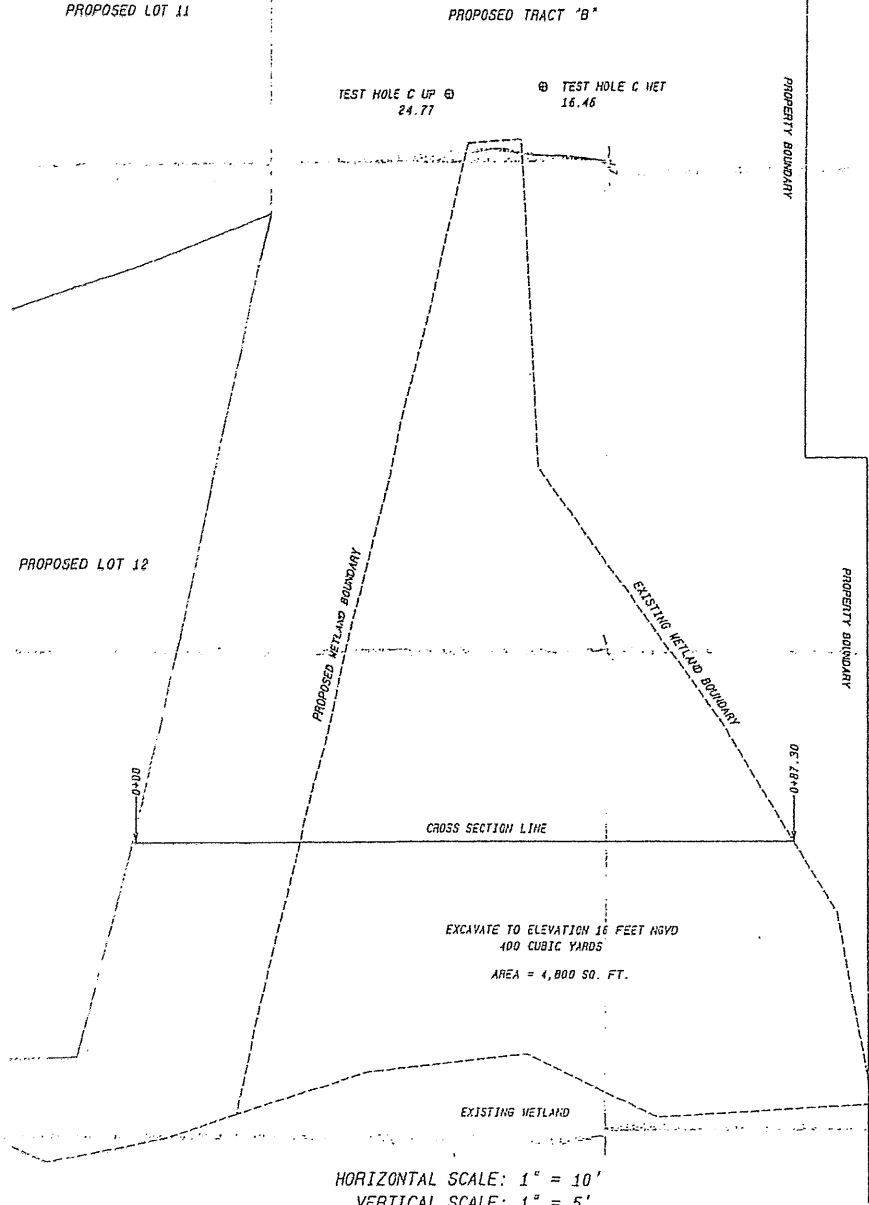 PROPOSED LOT 11
PROPOSED TRACT "B"
TEST HOLE C UP
24.77
TEST HOLE C WET
16.46
PROPERTY BOUNDARY
PROPOSED LOT 12
PROPOSED WETLAND BOUNDARY
EXISTING WETLAND BOUNDARY
PROPERTY BOUNDARY
0+00
0+87.30
CROSS SECTION LINE
EXCAVATE TO ELEVATION 16 FEET NGVD
400 CUBIC YARDS
AREA = 4,800 SQ. FT.
EXISTING WETLAND
HORIZONTAL SCALE: 1" = 10'
VERTICAL SCALE: 1" = 5'